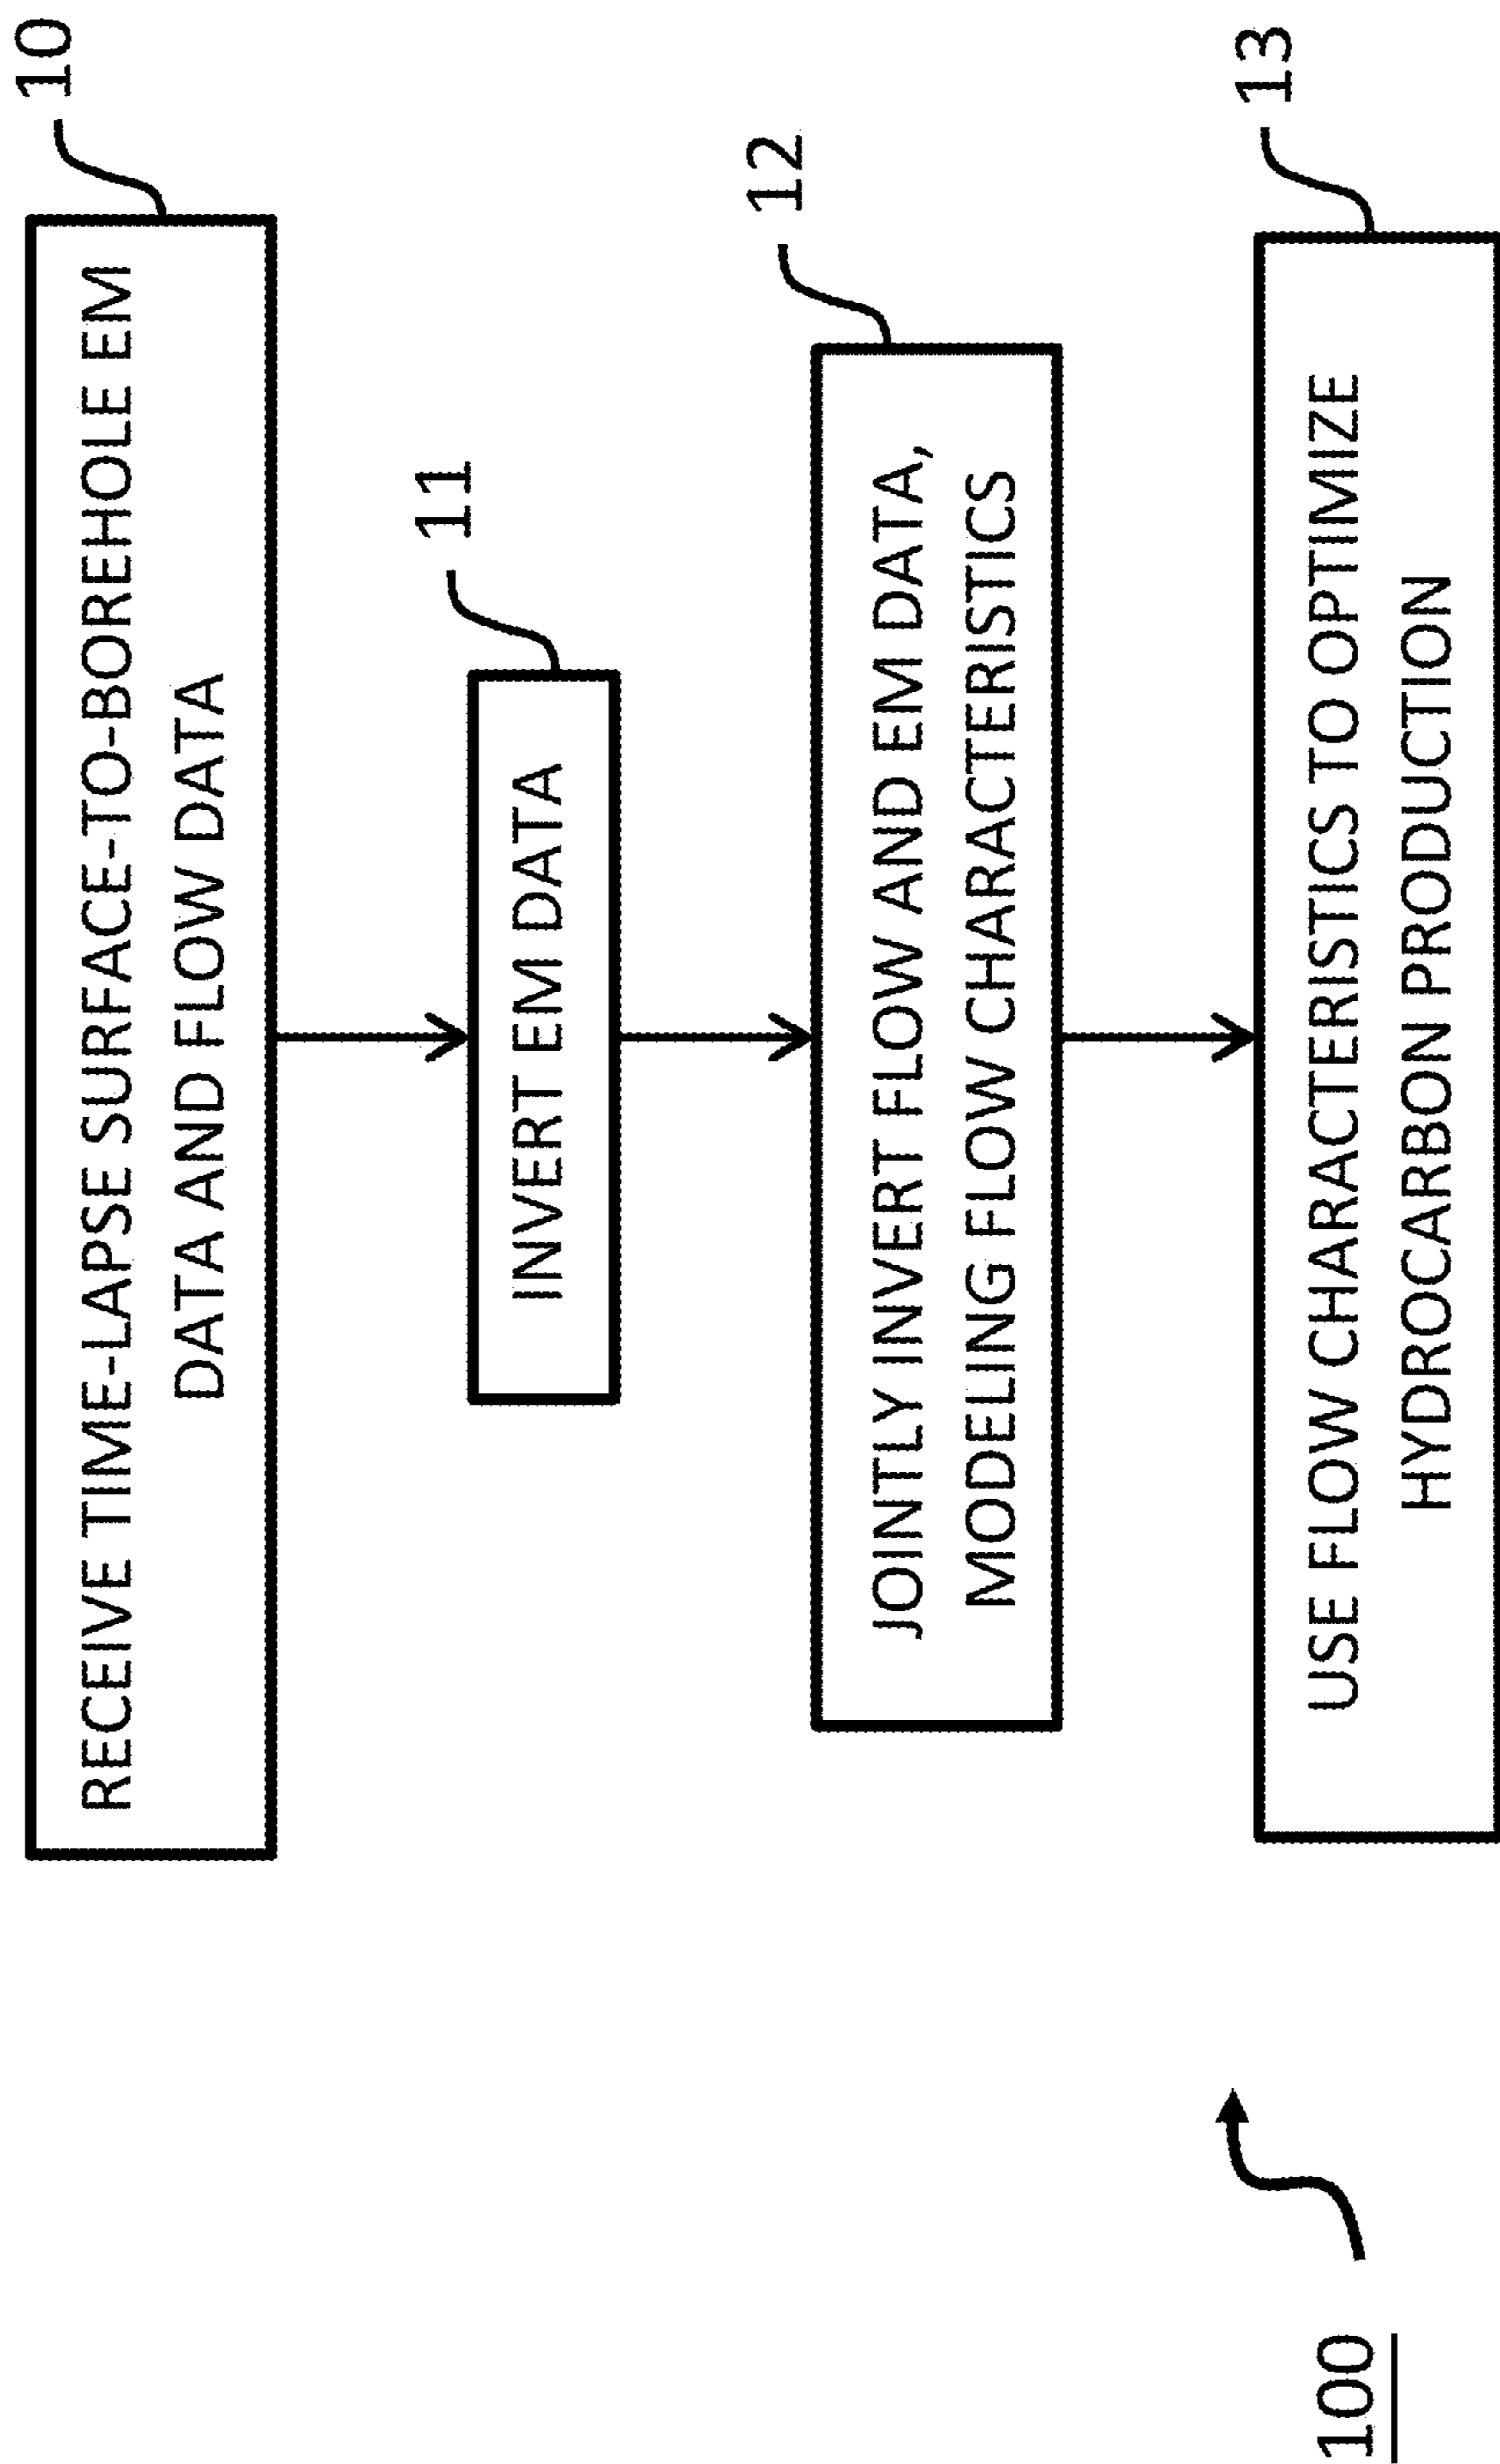 10
RECEIVE TIME-LAPSE SURFACE-TO-BOREHOLE EM
DATA AND FLOW DATA
11
INVERT EM DATA
12
JOINTLY INVERT FLOW AND EM DATA,
MODELING FLOW CHARACTERISTICS
13
USE FLOW CHARACTERISTICS TO OPTIMIZE
HYDROCARBON PRODUCTION
100